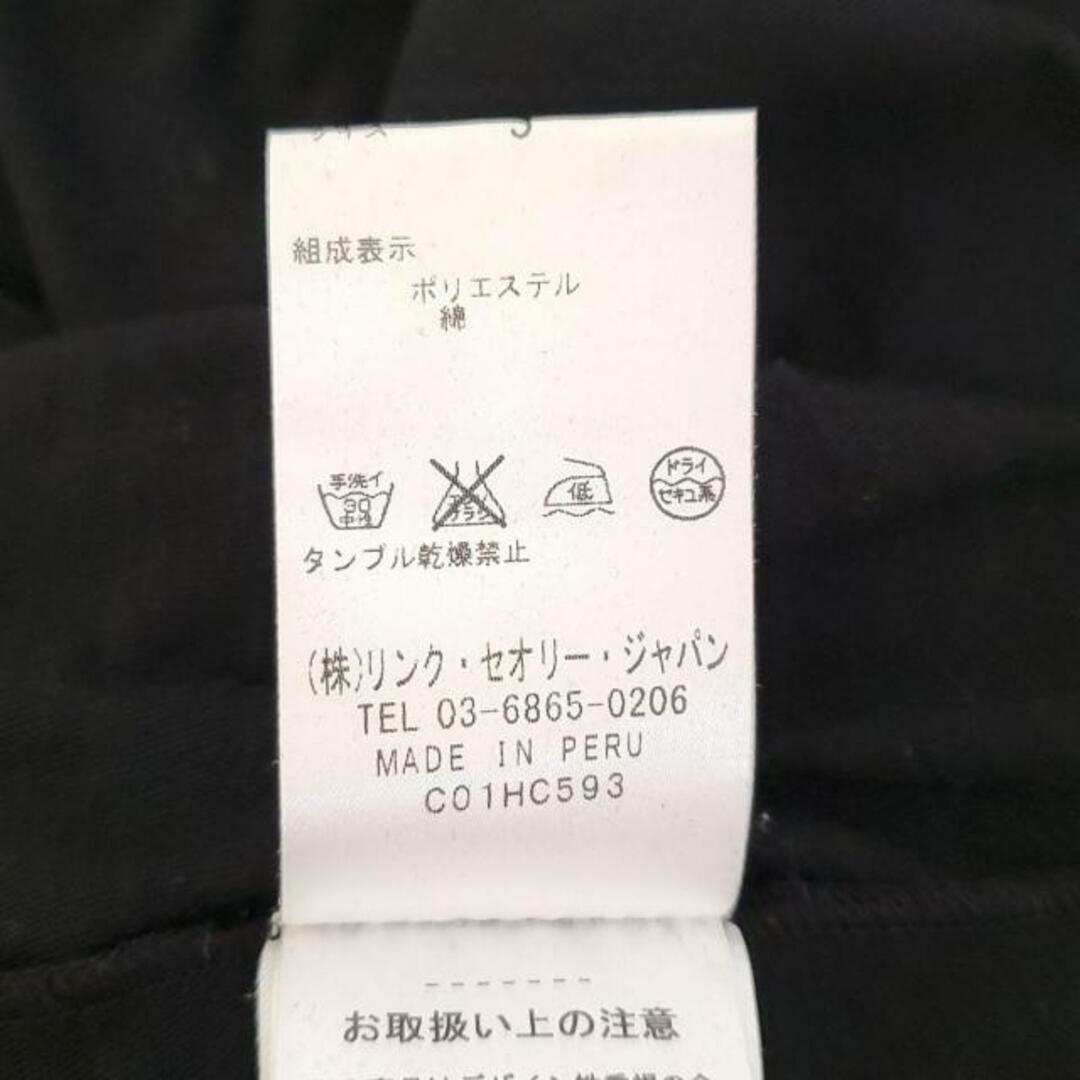 サイズ
組成表示
ポリエステル
綿
手洗イ
30
中性
低
ドライ
セキユ系
タンブル乾燥禁止
(株)リンク・セオリー・ジャパン
TEL 03-6865-0206
MADE IN PERU
C01HC593
-------
お取扱い上の注意